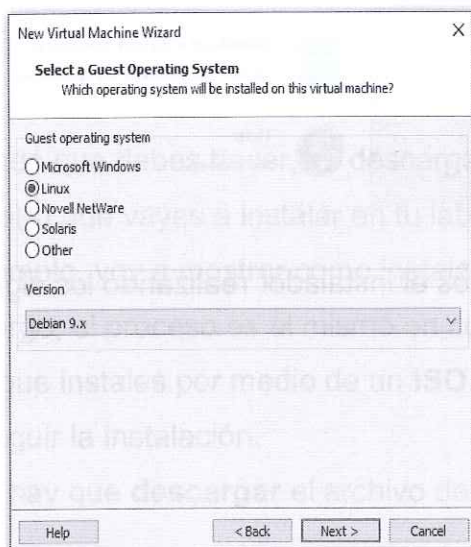 New Virtual Machine Wizard X
Select a Guest Operating System
Which operating system will be installed on this virtual machine?
Guest operating system
Microsoft Windows
Linux
Novell NetWare
Solaris
Other
Version
Debian 9.x
Help < Back Next > Cancel